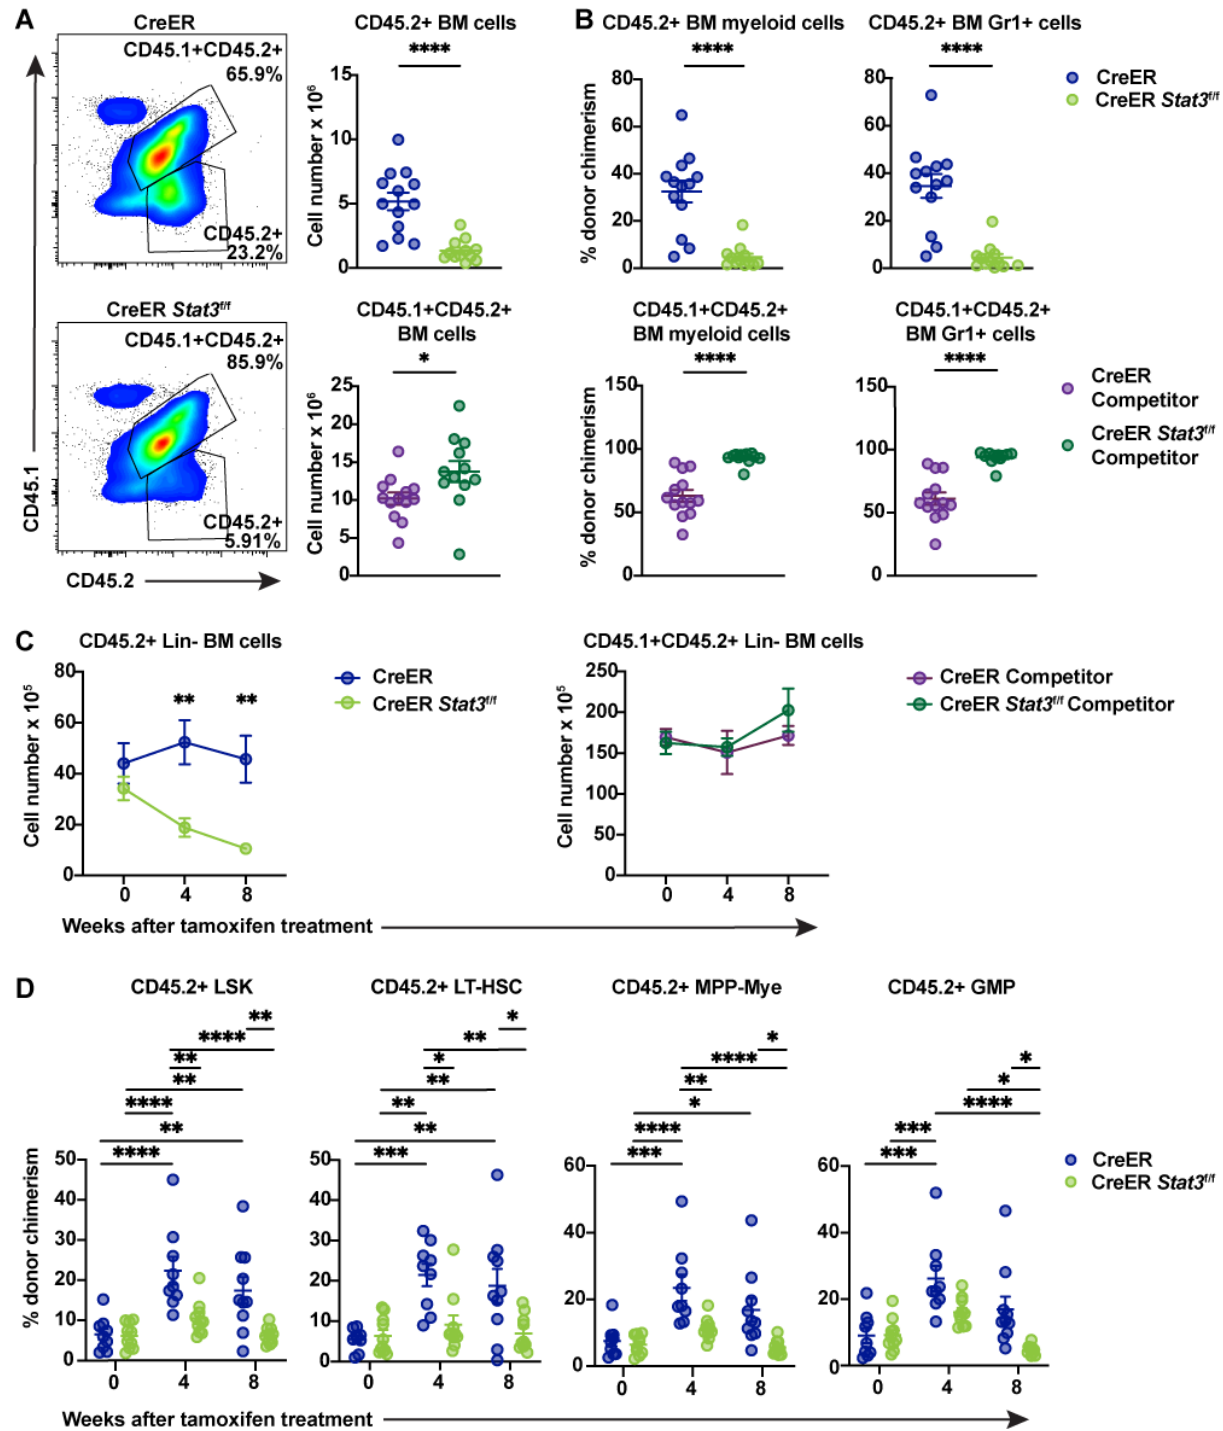 A
CreER
CD45.1+CD45.2+
65.9%
CD45.2+
23.2%
CreER Stat3f/f
CD45.1+CD45.2+
85.9%
CD45.2+
5.91%
CD45.1
CD45.2
CD45.2+ BM cells
****
Cell number x 10⁶
15
10
5
0
CD45.1+CD45.2+
BM cells
*
Cell number x 10⁶
25
20
15
10
5
0
B
CD45.2+ BM myeloid cells
****
% donor chimerism
80
60
40
20
0
CD45.2+ BM Gr1+ cells
****
80
60
40
20
0
CreER
CreER Stat3f/f
CD45.1+CD45.2+
BM myeloid cells
****
% donor chimerism
150
100
50
0
CD45.1+CD45.2+
BM Gr1+ cells
****
150
100
50
0
CreER
Competitor
CreER Stat3f/f
Competitor
C
CD45.2+ Lin- BM cells
Cell number x 10⁵
80
60
40
20
0
** **
0 4 8
CreER
CreER Stat3f/f
CD45.1+CD45.2+ Lin- BM cells
Cell number x 10⁵
250
200
150
100
50
0
0 4 8
CreER Competitor
CreER Stat3f/f Competitor
Weeks after tamoxifen treatment
D
CD45.2+ LSK
**
****
**
**
****
**
****
% donor chimerism
50
40
30
20
10
0
0 4 8
CD45.2+ LT-HSC
*
**
*
**
**
**
***
50
40
30
20
10
0
0 4 8
CD45.2+ MPP-Mye
*
****
**
*
****
***
60
40
20
0
0 4 8
CD45.2+ GMP
*
*
****
***
***
60
40
20
0
0 4 8
CreER
CreER Stat3f/f
Weeks after tamoxifen treatment